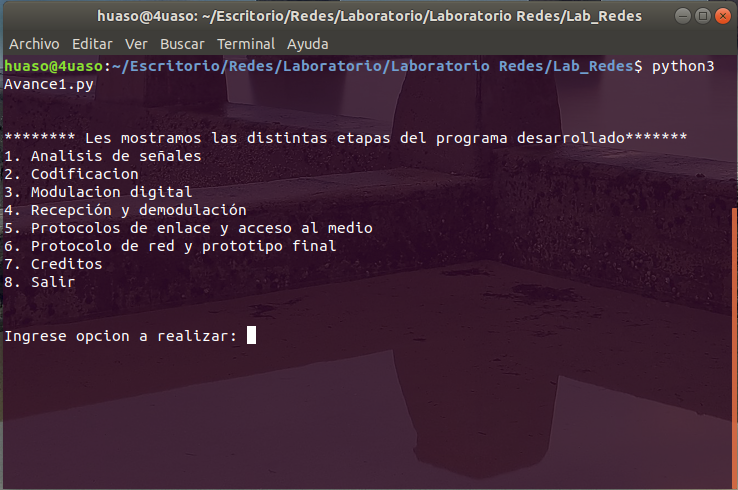 huaso@4uaso: ~/Escritorio/Redes/Laboratorio/Laboratorio Redes/Lab_Redes
Archivo Editar Ver Buscar Terminal Ayuda
huaso@4uaso:~/Escritorio/Redes/Laboratorio/Laboratorio Redes/Lab_Redes$ python3
Avance1.py
******** Les mostramos las distintas etapas del programa desarrollado*******
1. Analisis de señales
2. Codificacion
3. Modulacion digital
4. Recepción y demodulación
5. Protocolos de enlace y acceso al medio
6. Protocolo de red y prototipo final
7. Creditos
8. Salir
Ingrese opcion a realizar: